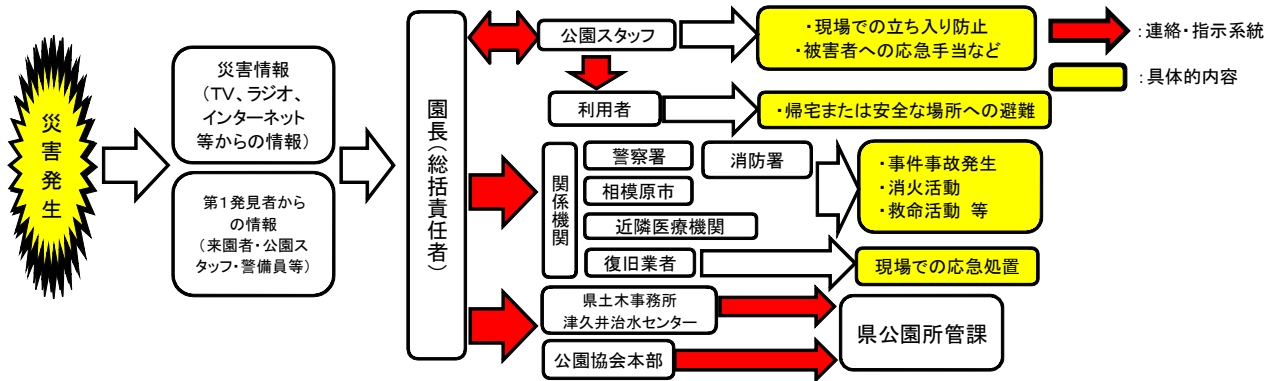 災害発生
災害情報
（TV、ラジオ、
インターネット
等からの情報）
第1発見者から
の情報
（来園者・公園ス
タッフ・警備員等）
園長（総括責任者）
公園スタッフ
・現場での立ち入り防止
・被害者への応急手当など
：連絡・指示系統
：具体的内容
利用者
・帰宅または安全な場所への避難
関係機関
警察署
消防署
相模原市
近隣医療機関
復旧業者
・事件事故発生
・消火活動
・救命活動 等
現場での応急処置
県土木事務所
津久井治水センター
公園協会本部
県公園所管課